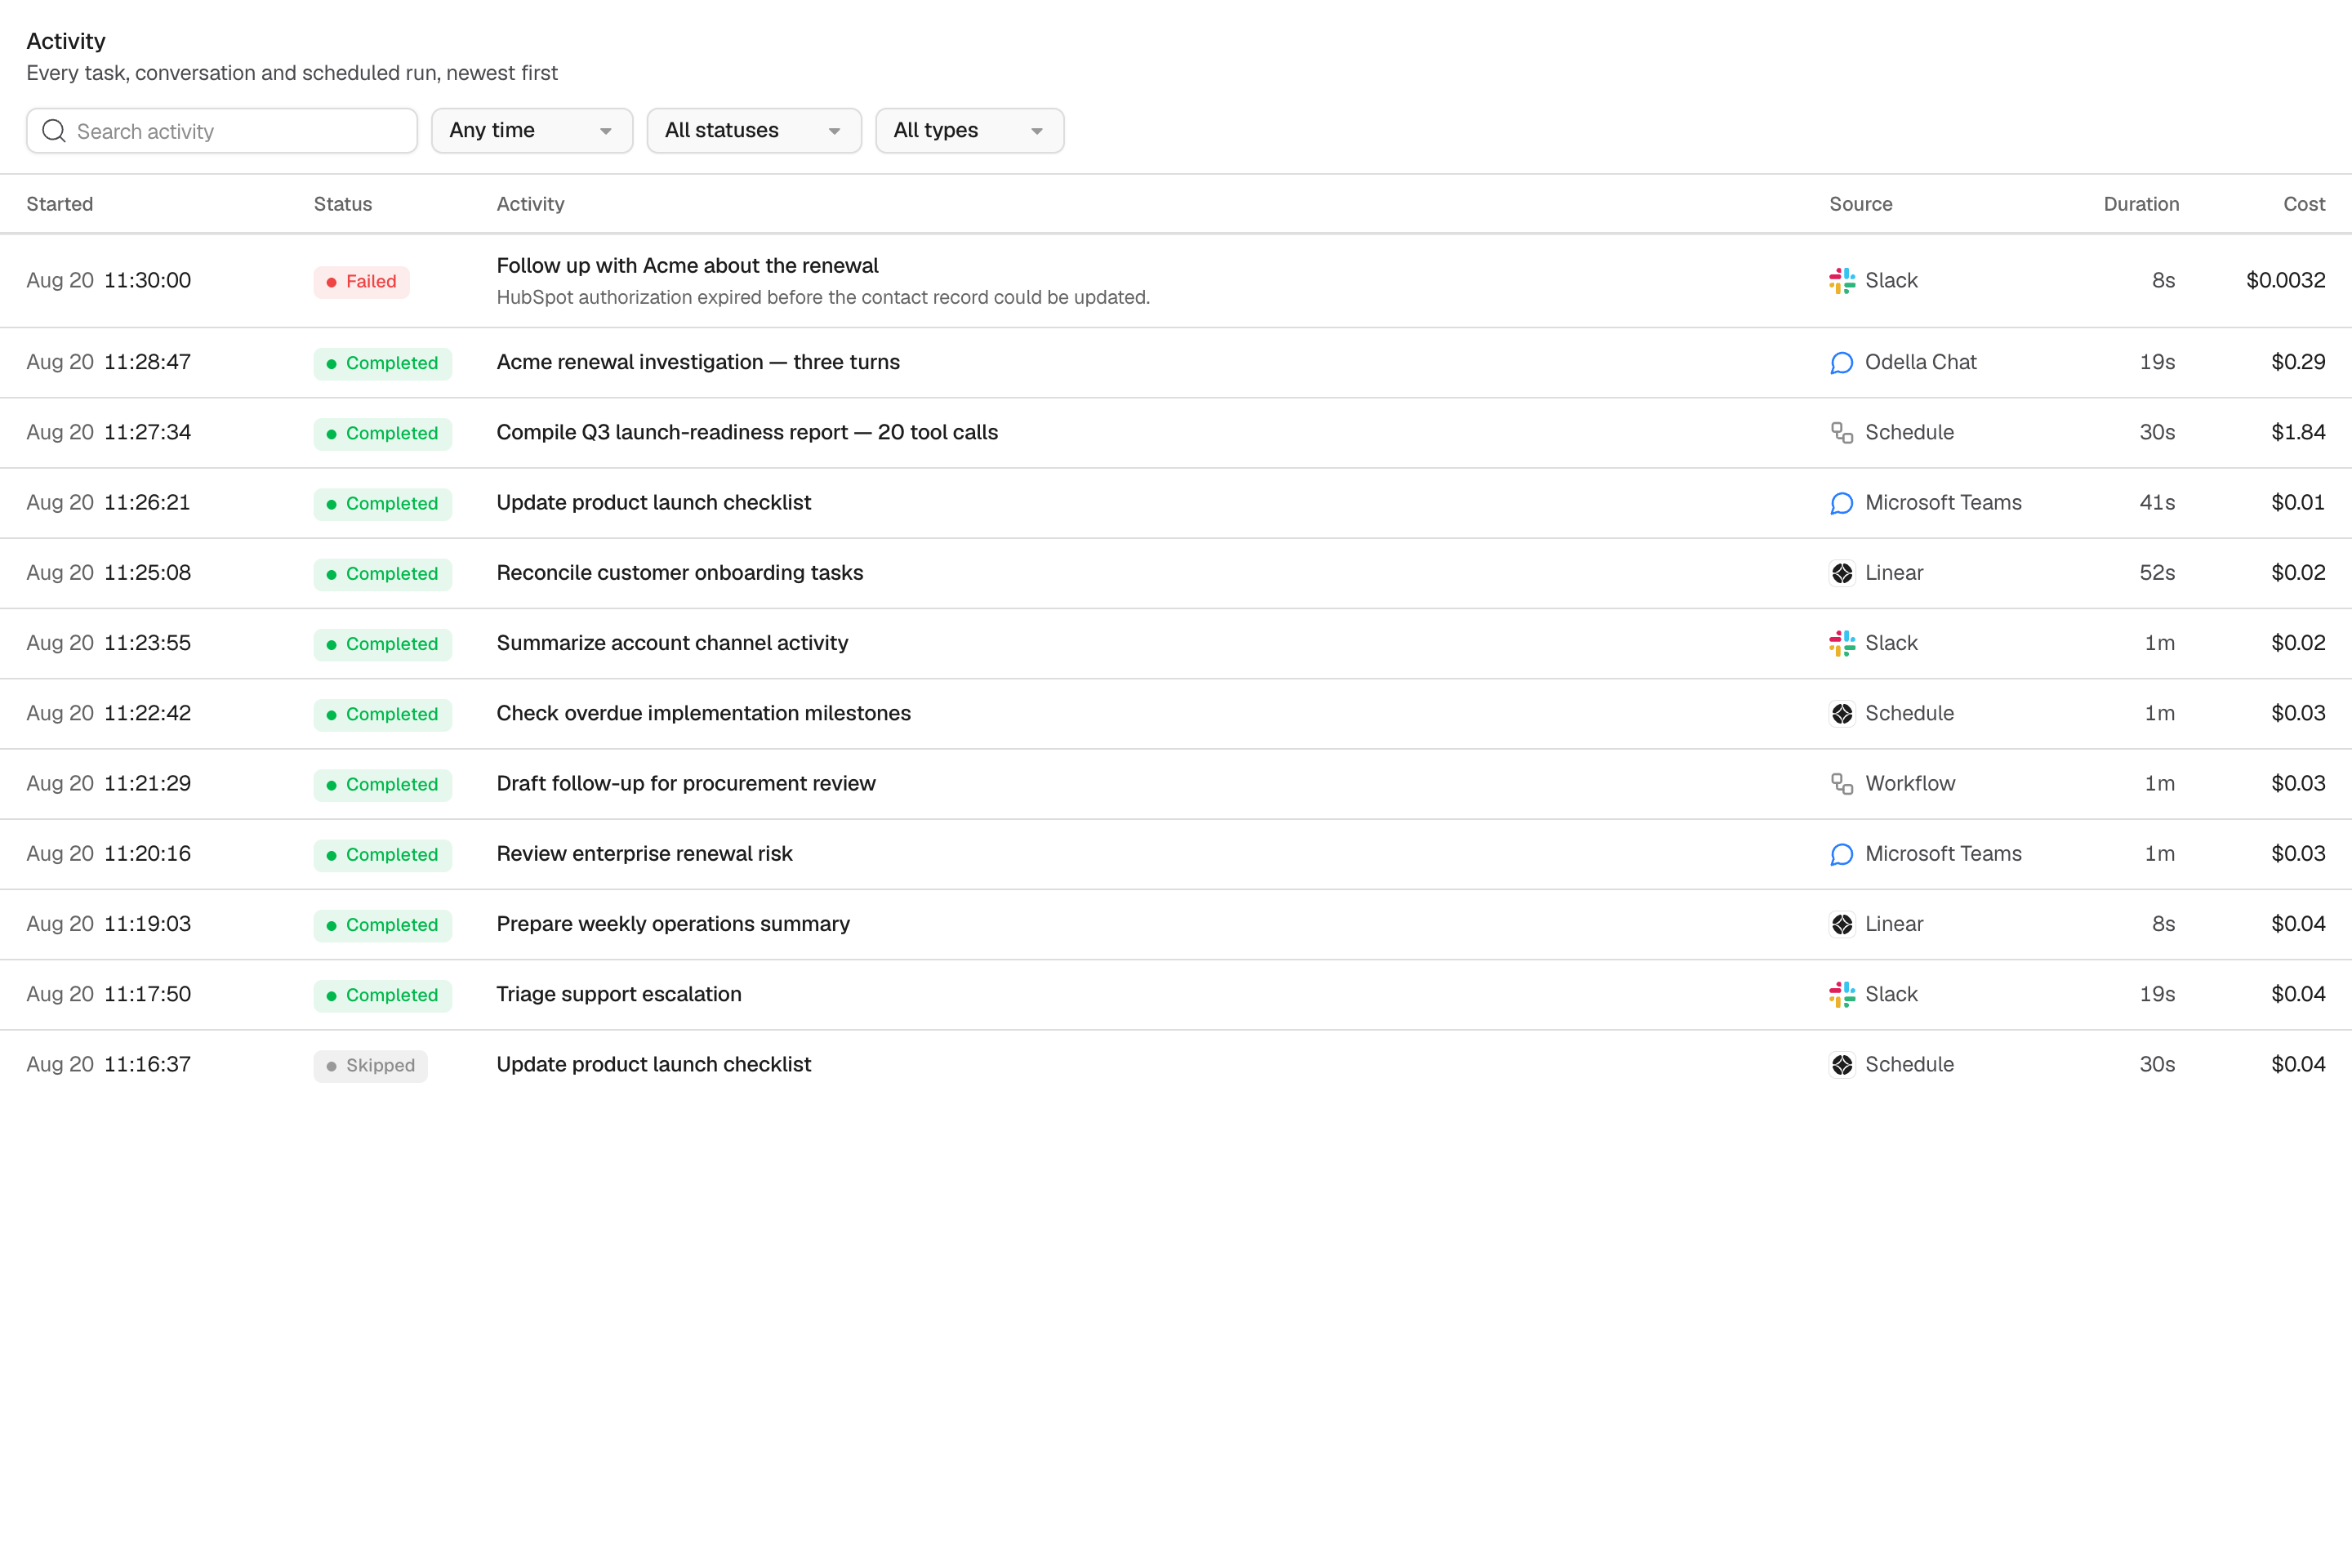 Activity
Every task, conversation and scheduled run, newest first
Search activity Any time All statuses All types
Started Status Activity Source Duration Cost
Aug 20 11:30:00 Failed Follow up with Acme about the renewal Slack 8s $0.0032
HubSpot authorization expired before the contact record could be updated.
Aug 20 11:28:47 Completed Acme renewal investigation — three turns Odella Chat 19s $0.29
Aug 20 11:27:34 Completed Compile Q3 launch-readiness report — 20 tool calls Schedule 30s $1.84
Aug 20 11:26:21 Completed Update product launch checklist Microsoft Teams 41s $0.01
Aug 20 11:25:08 Completed Reconcile customer onboarding tasks Linear 52s $0.02
Aug 20 11:23:55 Completed Summarize account channel activity Slack 1m $0.02
Aug 20 11:22:42 Completed Check overdue implementation milestones Schedule 1m $0.03
Aug 20 11:21:29 Completed Draft follow-up for procurement review Workflow 1m $0.03
Aug 20 11:20:16 Completed Review enterprise renewal risk Microsoft Teams 1m $0.03
Aug 20 11:19:03 Completed Prepare weekly operations summary Linear 8s $0.04
Aug 20 11:17:50 Completed Triage support escalation Slack 19s $0.04
Aug 20 11:16:37 Skipped Update product launch checklist Schedule 30s $0.04